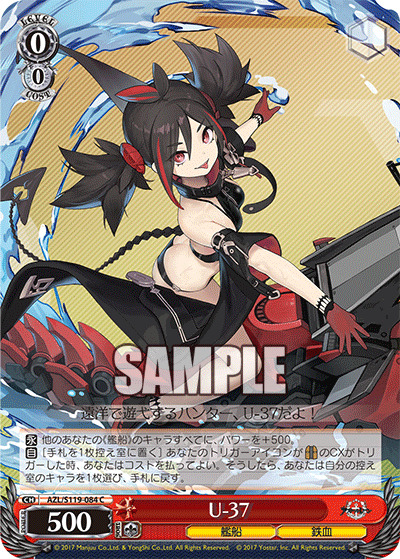 LEVEL
0
0
COST
SAMPLE
遠洋で遊弋するハンター、U-37だよ！
永 他のあなたの《艦船》のキャラすべてに、パワーを＋500。
自 ［手札を1枚控え室に置く］ あなたのトリガーアイコンが のCXがト
リガーした時、あなたはコストを払ってよい。そうしたら、あなたは自分の控え
室のキャラを1枚選び、手札に戻す。
CH AZL/S119-084 C
500
U-37
艦船
鉄血
© 2017 Manjuu Co.,Ltd. & YongShi Co.,Ltd. All Rights Reserved. © 2017 Yostar, Inc. All Rights Reserved.